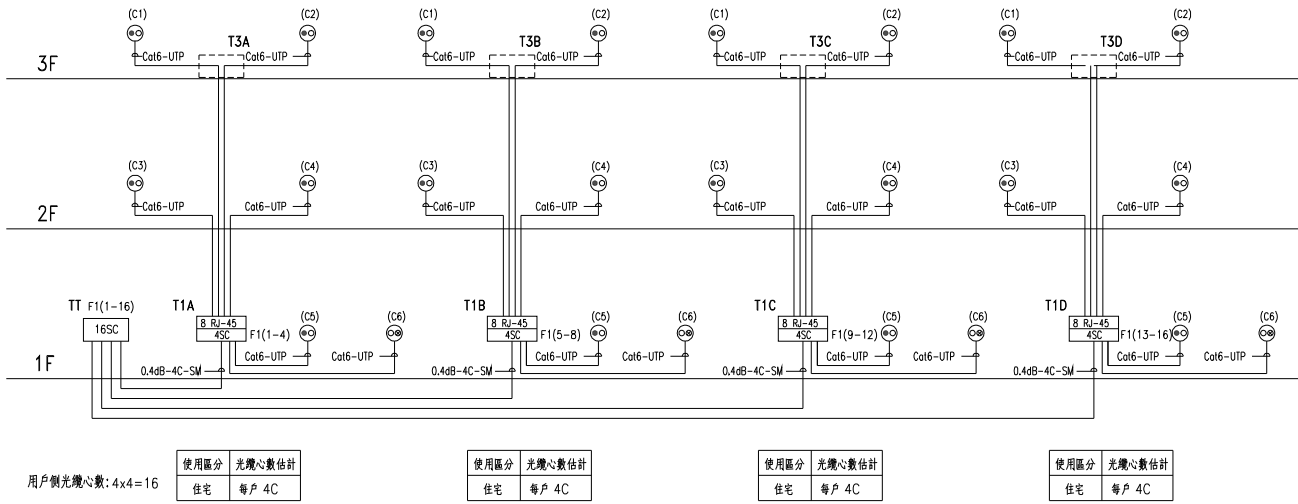 (C1) (C2) (C1) (C2) (C1) (C2) (C1) (C2)
T3A T3B T3C T3D
Cat6-UTP Cat6-UTP Cat6-UTP Cat6-UTP Cat6-UTP Cat6-UTP Cat6-UTP Cat6-UTP
3F
(C3) (C4) (C3) (C4) (C3) (C4) (C3) (C4)
Cat6-UTP Cat6-UTP Cat6-UTP Cat6-UTP Cat6-UTP Cat6-UTP Cat6-UTP Cat6-UTP
2F
TT F1(1-16) T1A T1B T1C T1D
(C5) (C6) (C5) (C6) (C5) (C6) (C5) (C6)
16SC 8 RJ-45 8 RJ-45 8 RJ-45 8 RJ-45
4SC F1(1-4) 4SC F1(5-8) 4SC F1(9-12) 4SC F1(13-16)
Cat6-UTP Cat6-UTP Cat6-UTP Cat6-UTP Cat6-UTP Cat6-UTP Cat6-UTP Cat6-UTP
1F
0.4dB-4C-SM 0.4dB-4C-SM 0.4dB-4C-SM 0.4dB-4C-SM
使用區分 光纜心數估計 使用區分 光纜心數估計 使用區分 光纜心數估計 使用區分 光纜心數估計
用戶側光纜心數:4x4=16
住宅 每戶 4C 住宅 每戶 4C 住宅 每戶 4C 住宅 每戶 4C